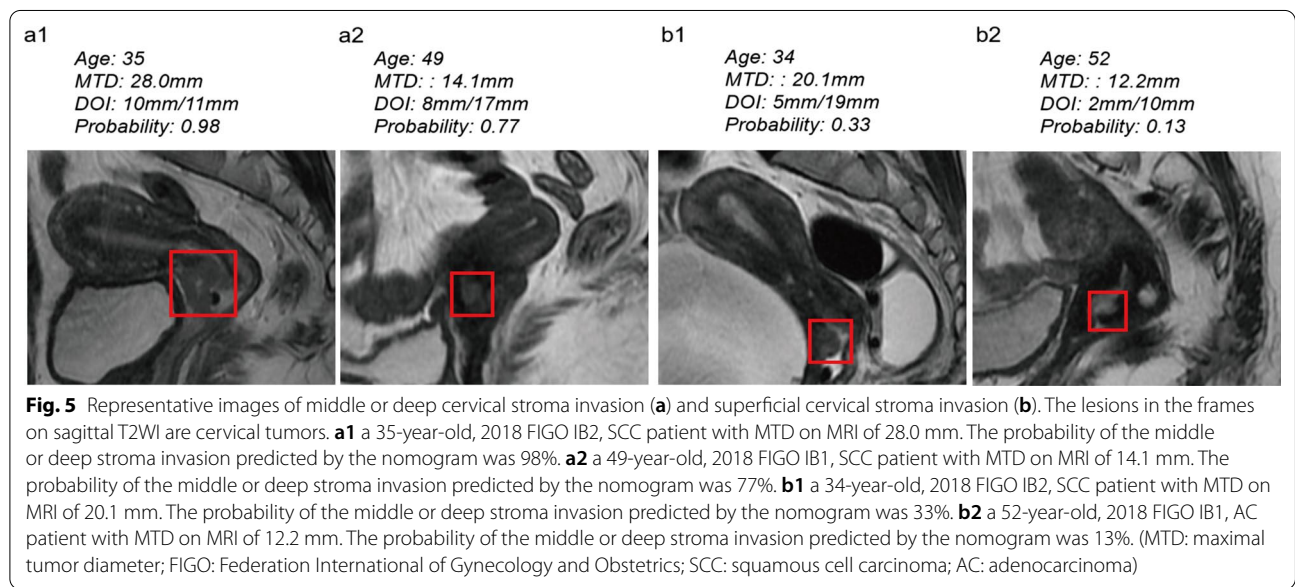 a1
Age: 35
MTD: 28.0mm
DOI: 10mm/11mm
Probability: 0.98
a2
Age: 49
MTD: : 14.1mm
DOI: 8mm/17mm
Probability: 0.77
b1
Age: 34
MTD: : 20.1mm
DOI: 5mm/19mm
Probability: 0.33
b2
Age: 52
MTD: : 12.2mm
DOI: 2mm/10mm
Probability: 0.13
Fig. 5 Representative images of middle or deep cervical stroma invasion (a) and superficial cervical stroma invasion (b). The lesions in the frames
on sagittal T2WI are cervical tumors. a1 a 35-year-old, 2018 FIGO IB2, SCC patient with MTD on MRI of 28.0 mm. The probability of the middle
or deep stroma invasion predicted by the nomogram was 98%. a2 a 49-year-old, 2018 FIGO IB1, SCC patient with MTD on MRI of 14.1 mm. The
probability of the middle or deep stroma invasion predicted by the nomogram was 77%. b1 a 34-year-old, 2018 FIGO IB2, SCC patient with MTD on
MRI of 20.1 mm. The probability of the middle or deep stroma invasion predicted by the nomogram was 33%. b2 a 52-year-old, 2018 FIGO IB1, AC
patient with MTD on MRI of 12.2 mm. The probability of the middle or deep stroma invasion predicted by the nomogram was 13%. (MTD: maximal
tumor diameter; FIGO: Federation International of Gynecology and Obstetrics; SCC: squamous cell carcinoma; AC: adenocarcinoma)